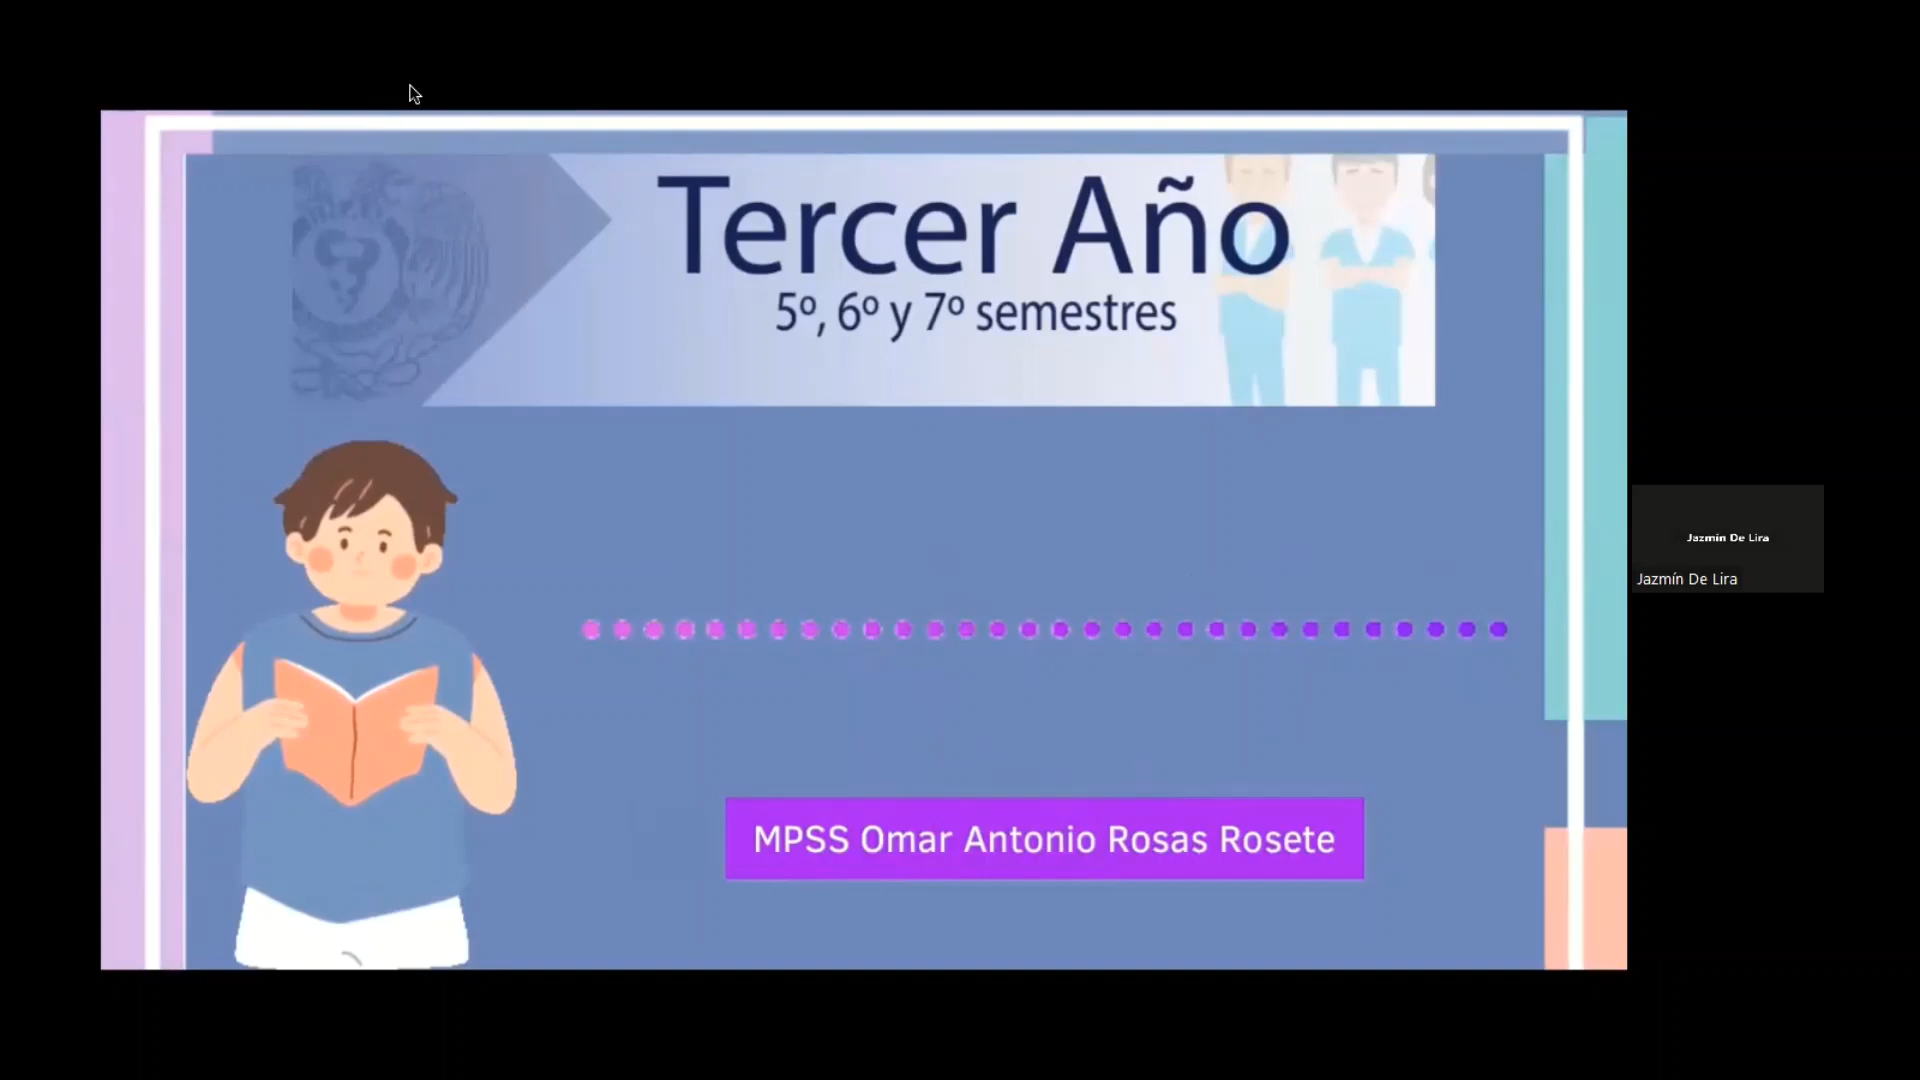 Tercer Año
5º, 6º y 7º semestres
Jazmín De Lira
Jazmín De Lira
MPSS Omar Antonio Rosas Rosete